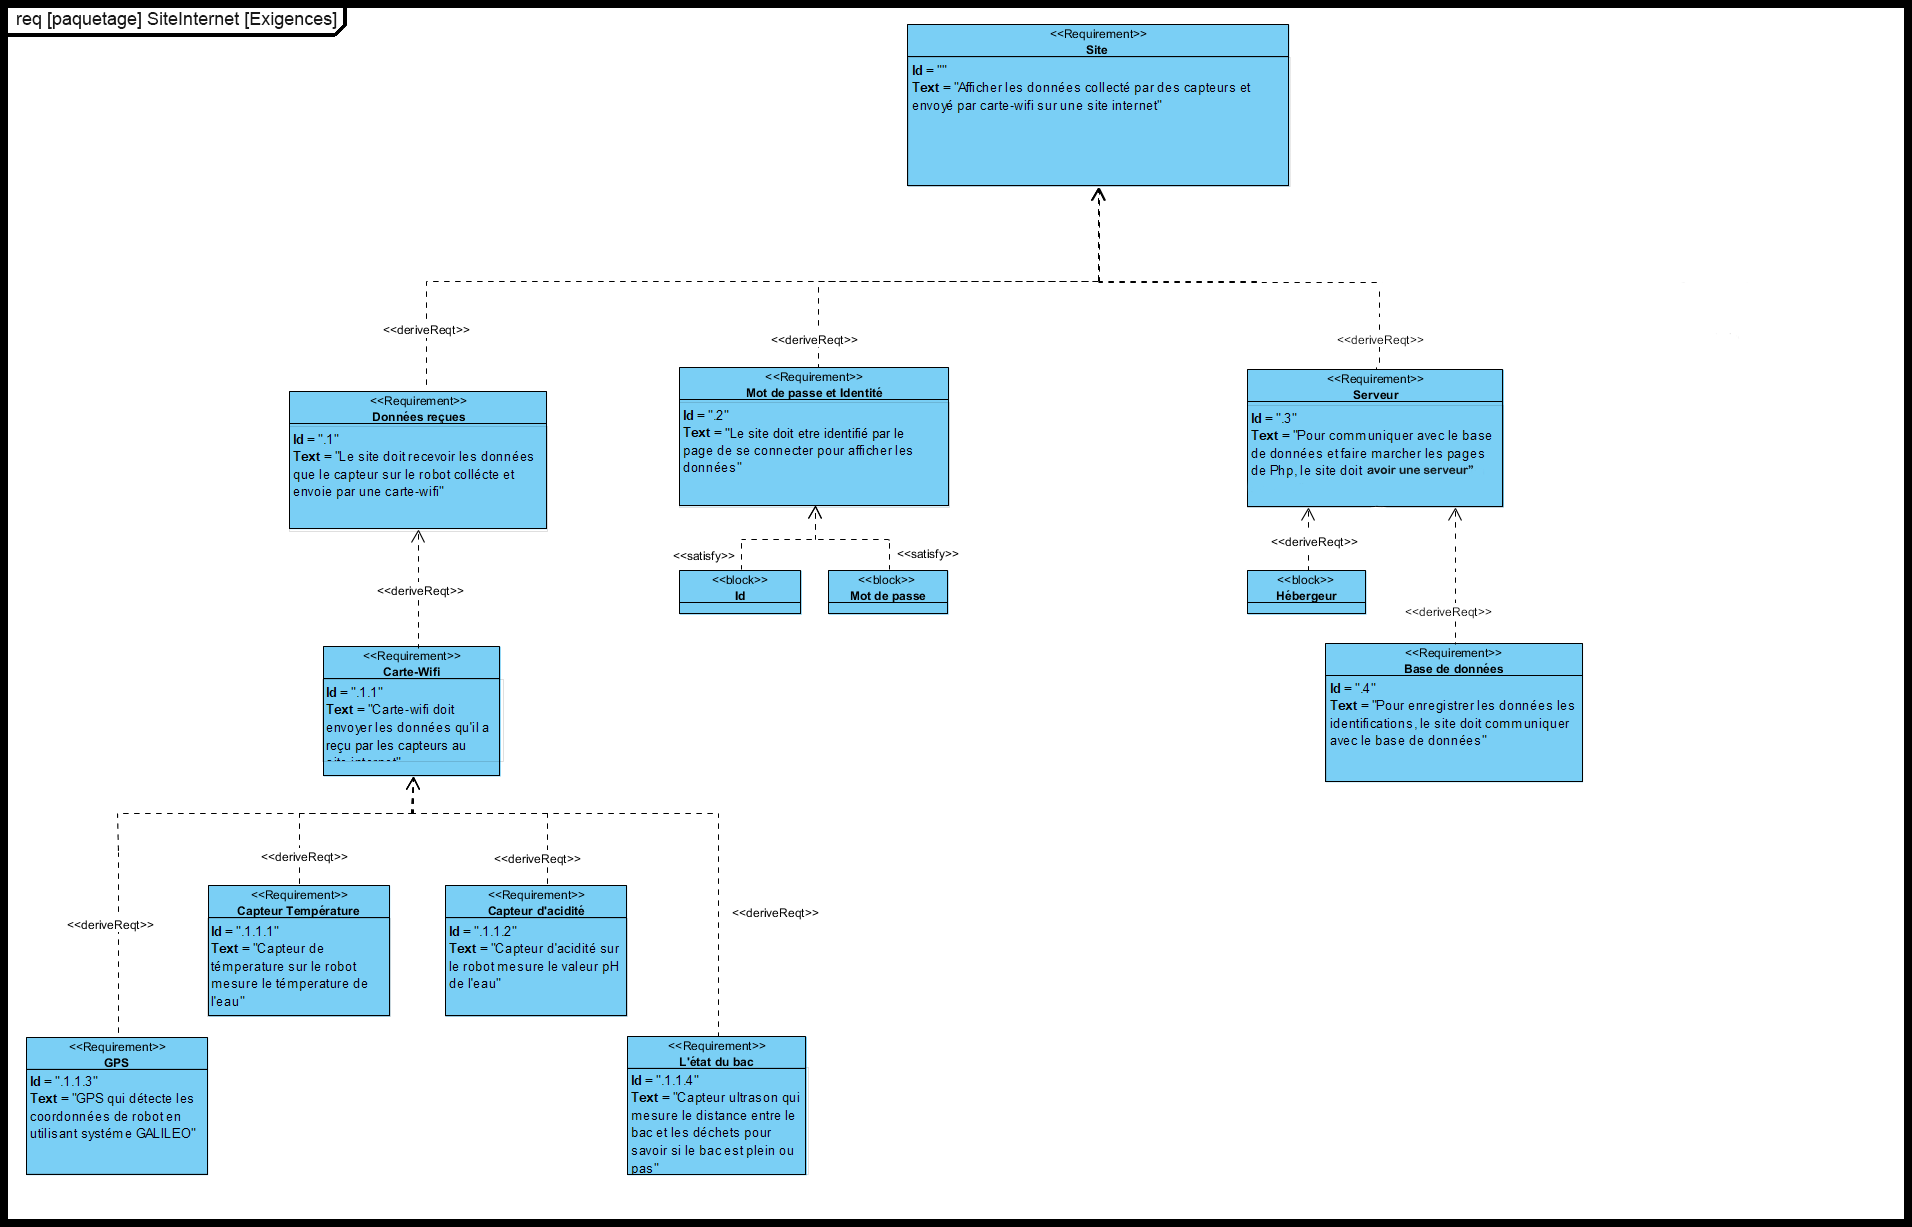 req [paquetage] SiteInternet [Exigences]
<<Requirement>>
Site
Id = ""
Text = "Afficher les données collecté par des capteurs et
envoyé par carte-wifi sur une site internet"
<<deriveReqt>>
<<deriveReqt>>
<<deriveReqt>>
<<Requirement>>
Données reçues
Id = ".1"
Text = "Le site doit recevoir les données
que le capteur sur le robot collécte et
envoie par une carte-wifi"
<<Requirement>>
Mot de passe et Identité
Id = ".2"
Text = "Le site doit etre identifié par le
page de se connecter pour afficher les
données"
<<Requirement>>
Serveur
Id = ".3"
Text = "Pour communiquer avec le base
de données et faire marcher les pages
de Php, le site doit avoir une serveur"
<<deriveReqt>>
<<satisfy>>
<<satisfy>>
<<deriveReqt>>
<<deriveReqt>>
<<block>>
Id
<<block>>
Mot de passe
<<block>>
Hébergeur
<<Requirement>>
Carte-Wifi
Id = ".1.1"
Text = "Carte-wifi doit
envoyer les données qu'il a
reçu par les capteurs au
site internet"
<<Requirement>>
Base de données
Id = ".4"
Text = "Pour enregistrer les données les
identifications, le site doit communiquer
avec le base de données"
<<deriveReqt>>
<<deriveReqt>>
<<deriveReqt>>
<<deriveReqt>>
<<Requirement>>
Capteur Température
Id = ".1.1.1"
Text = "Capteur de
témperature sur le robot
mesure le témperature de
l'eau"
<<Requirement>>
Capteur d'acidité
Id = ".1.1.2"
Text = "Capteur d'acidité sur
le robot mesure le valeur pH
de l'eau"
<<Requirement>>
GPS
Id = ".1.1.3"
Text = "GPS qui détecte les
coordonnées de robot en
utilisant systéme GALILEO"
<<Requirement>>
L'état du bac
Id = ".1.1.4"
Text = "Capteur ultrason qui
mesure le distance entre le
bac et les déchets pour
savoir si le bac est plein ou
pas"